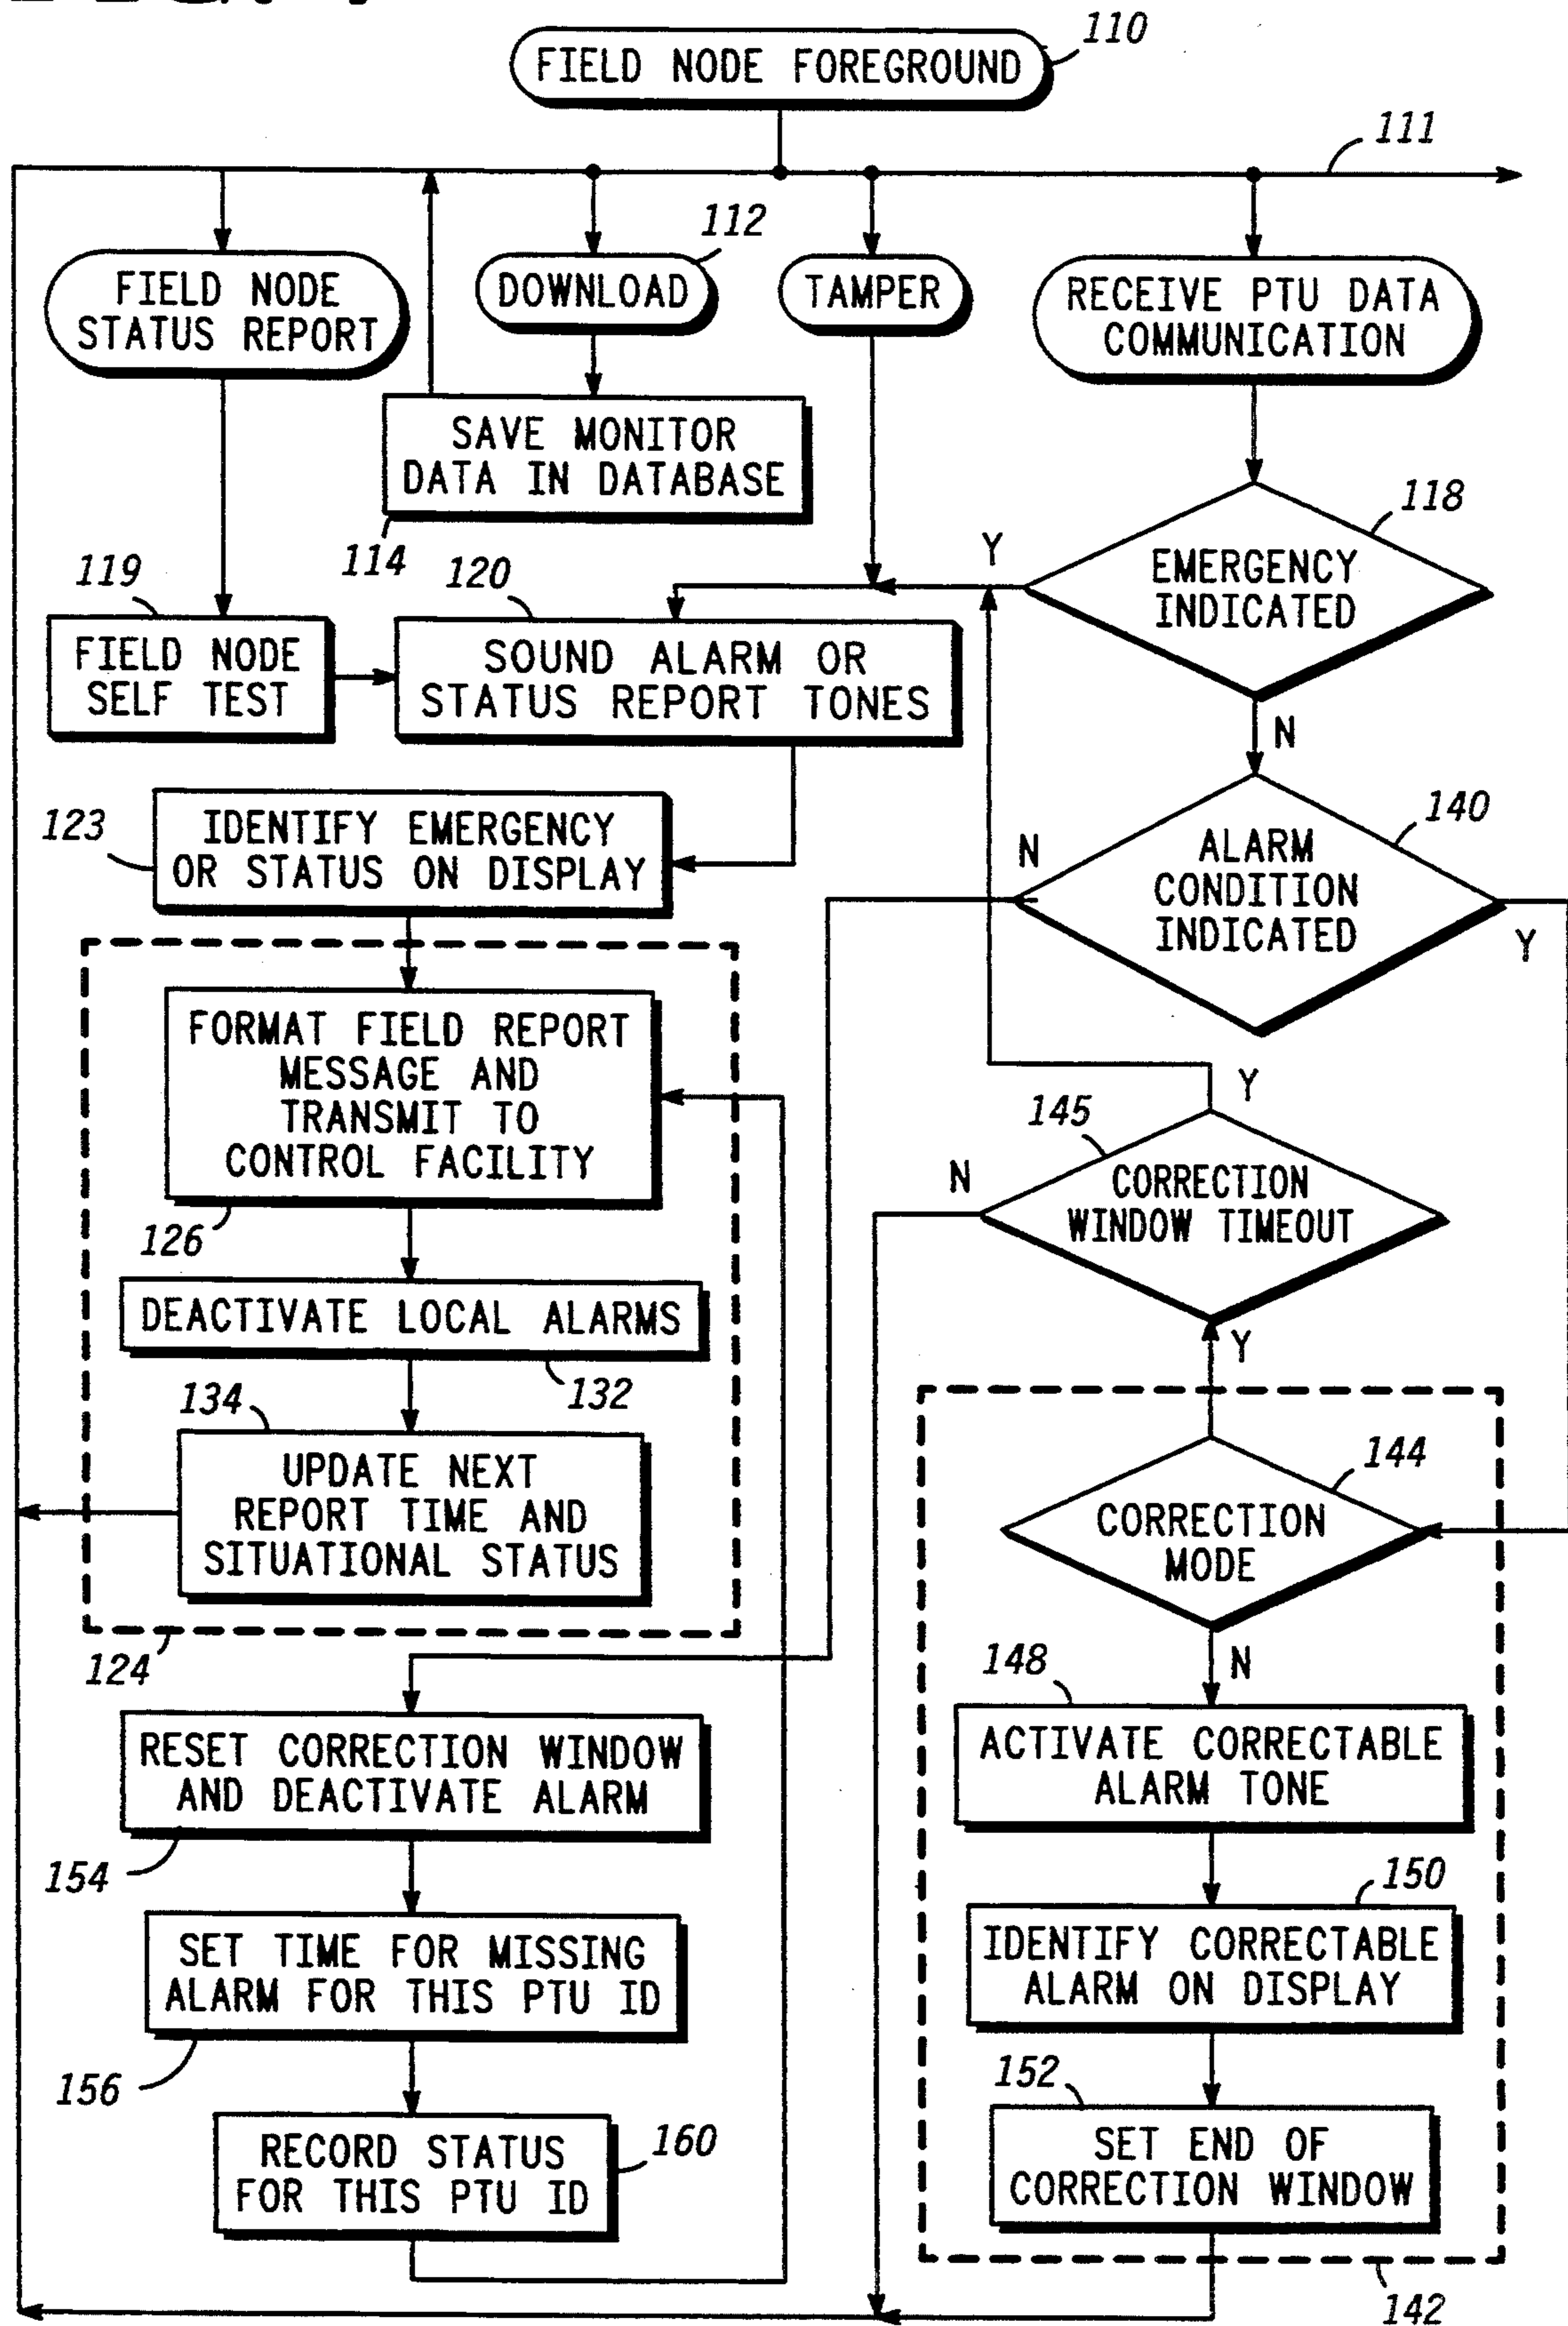 FIELD NODE FOREGROUND
110
111
FIELD NODE
STATUS REPORT
DOWNLOAD
112
TAMPER
RECEIVE PTU DATA
COMMUNICATION
SAVE MONITOR
DATA IN DATABASE
114
EMERGENCY
INDICATED
118
Y
N
119
FIELD NODE
SELF TEST
120
SOUND ALARM OR
STATUS REPORT TONES
123
IDENTIFY EMERGENCY
OR STATUS ON DISPLAY
ALARM
CONDITION
INDICATED
140
N
Y
FORMAT FIELD REPORT
MESSAGE AND
TRANSMIT TO
CONTROL FACILITY
126
Y
145
CORRECTION
WINDOW TIMEOUT
N
Y
DEACTIVATE LOCAL ALARMS
132
134
UPDATE NEXT
REPORT TIME AND
SITUATIONAL STATUS
124
144
CORRECTION
MODE
N
148
ACTIVATE CORRECTABLE
ALARM TONE
RESET CORRECTION WINDOW
AND DEACTIVATE ALARM
154
150
IDENTIFY CORRECTABLE
ALARM ON DISPLAY
SET TIME FOR MISSING
ALARM FOR THIS PTU ID
156
152
SET END OF
CORRECTION WINDOW
RECORD STATUS
FOR THIS PTU ID
160
142